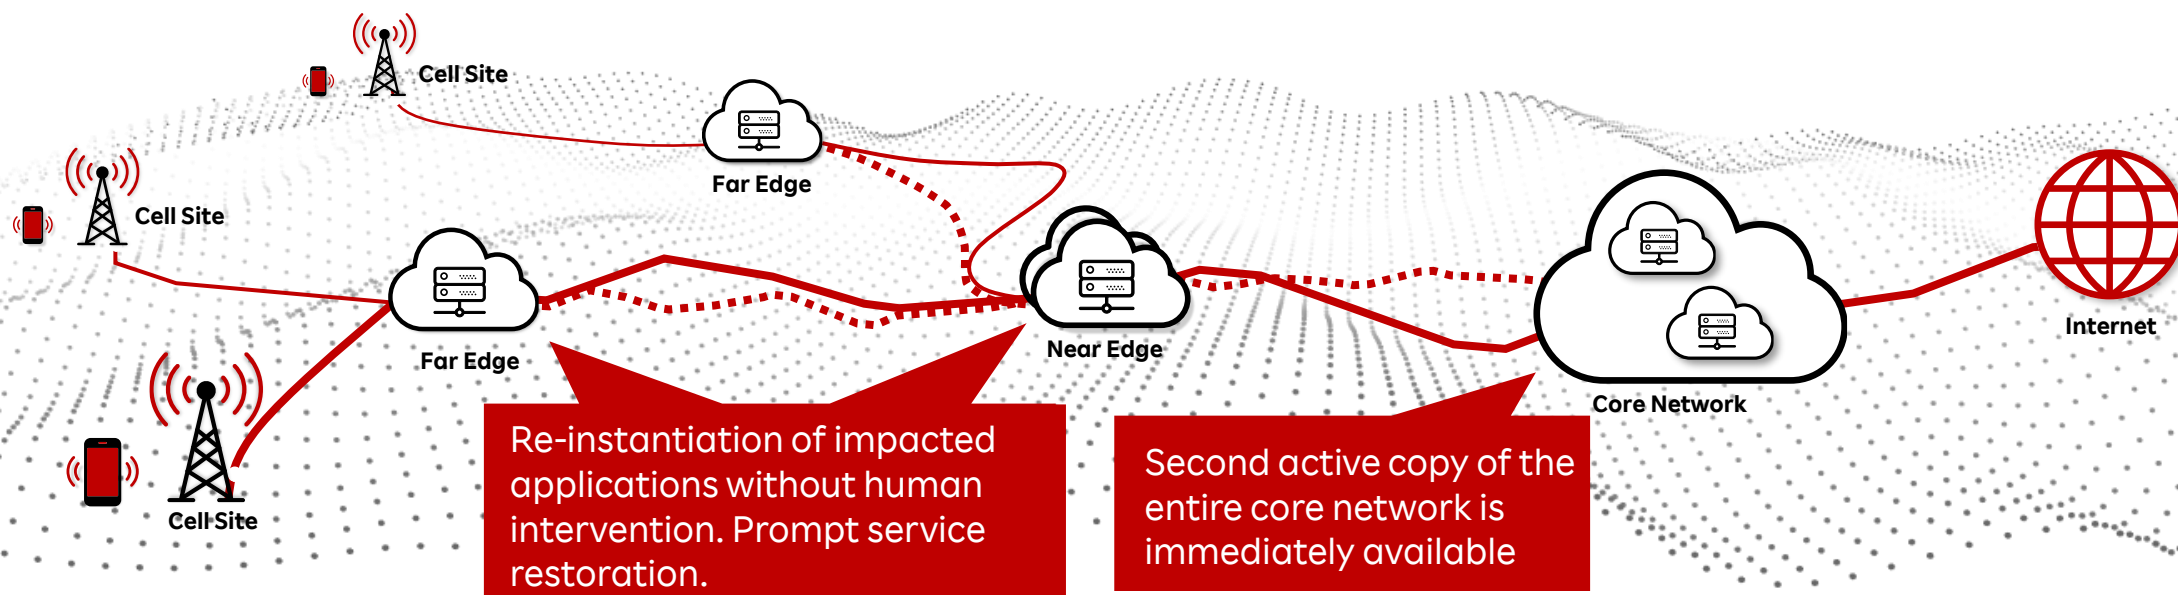 Cell Site
Far Edge
Cell Site
Far Edge
Near Edge
Internet
Core Network
Cell Site
Re-instantiation of impacted
applications without human
intervention. Prompt service
restoration.
Second active copy of the
entire core network is
immediately available